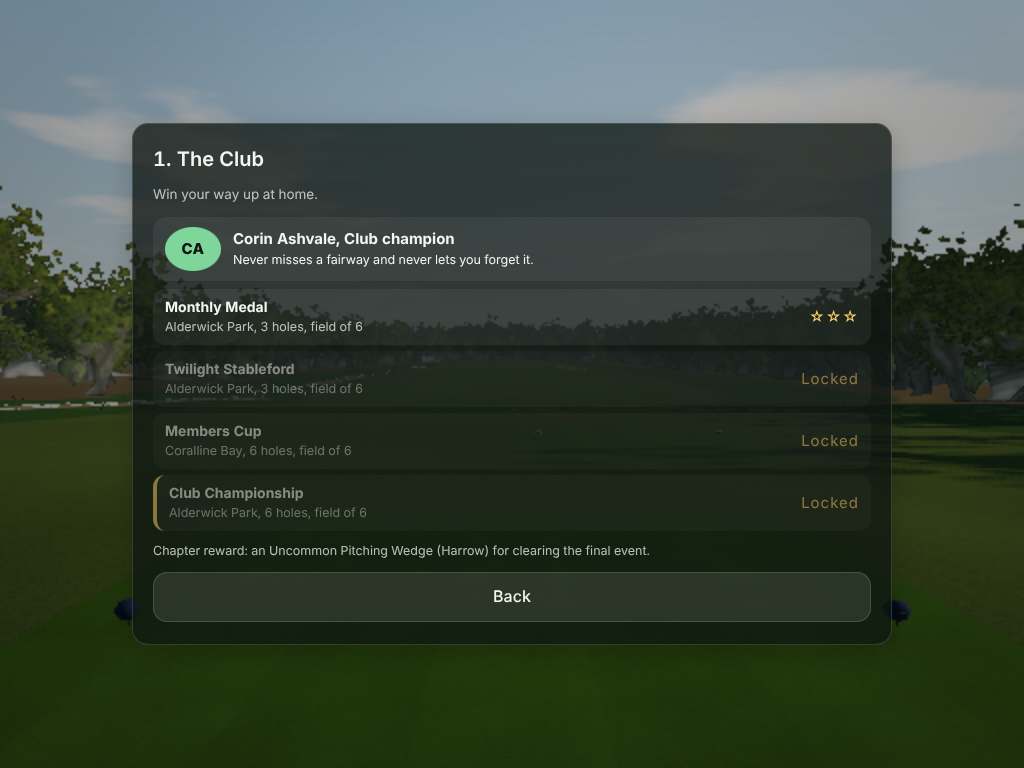 1. The Club
Win your way up at home.
CA
Corin Ashvale, Club champion
Never misses a fairway and never lets you forget it.
Monthly Medal
Alderwick Park, 3 holes, field of 6
☆☆☆
Twilight Stableford
Alderwick Park, 3 holes, field of 6
Locked
Members Cup
Coralline Bay, 6 holes, field of 6
Locked
Club Championship
Alderwick Park, 6 holes, field of 6
Locked
Chapter reward: an Uncommon Pitching Wedge (Harrow) for clearing the final event.
Back